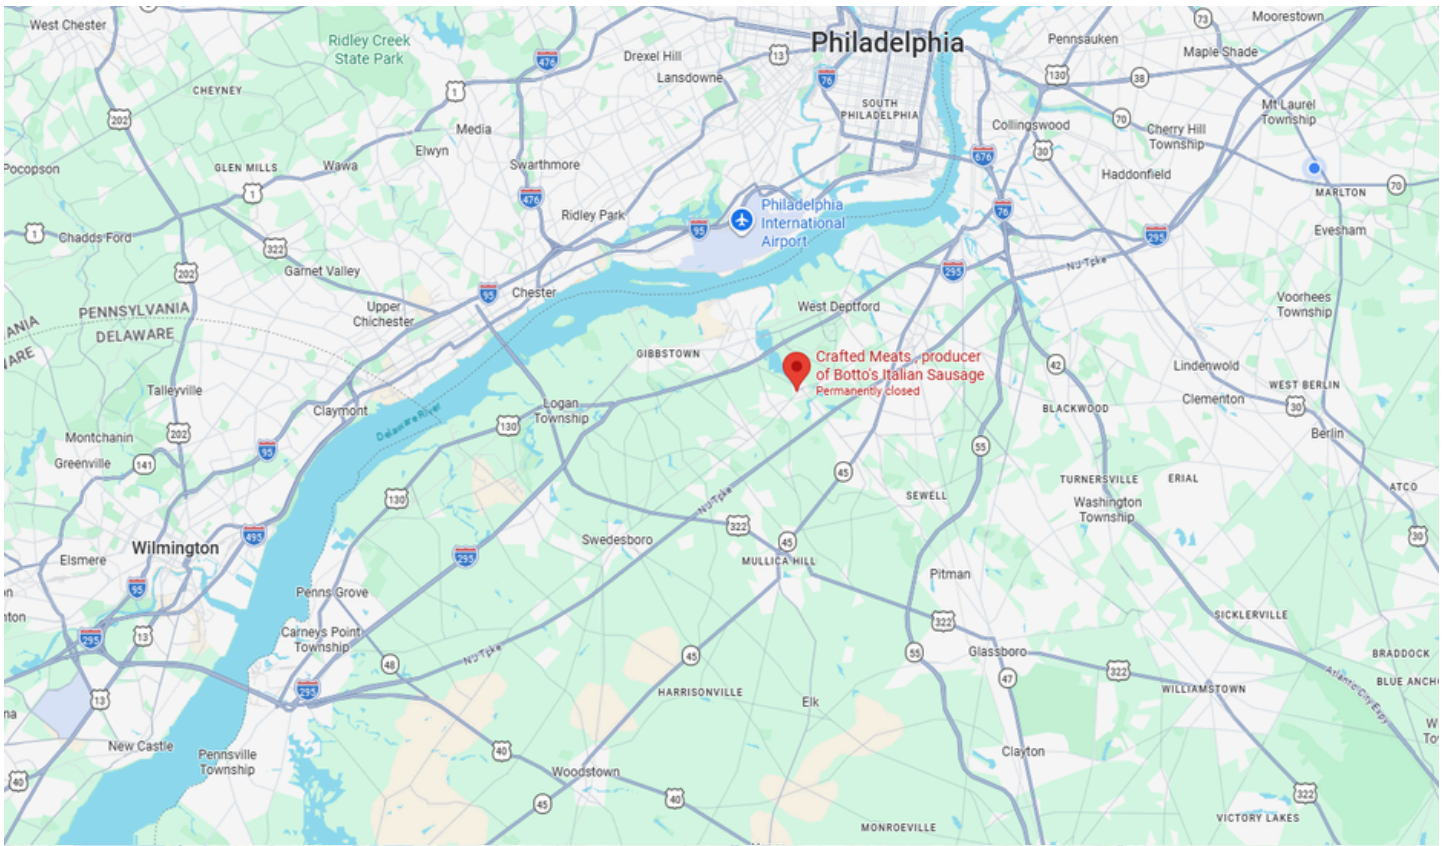 West Chester
Ridley Creek
State Park
476
Drexel Hill
13
Philadelphia
73
Moorestown
Pennsauken
Maple Shade
Lansdowne
76
130
38
CHEYNEY
1
202
SOUTH
PHILADELPHIA
Mt Laurel
Township
70
Collingswood
Cherry Hill
Township
Media
Elwyn
30
676
Pocopson
GLEN MILLS
Wawa
Swarthmore
Haddonfield
MARLTON
70
1
476
Ridley Park
Philadelphia
International
Airport
95
76
295
Evesham
1
Chadds Ford
322
NJ Tpke
202
Garnet Valley
295
95
Chester
Upper
Chichester
West Deptford
Voorhees
Township
PENNSYLVANIA
DELAWARE
ANIA
ARE
GIBBSTOWN
Crafted Meats , producer
of Botto's Italian Sausage
Permanently closed
42
Lindenwold
WEST BERLIN
Talleyville
Claymont
Delaware River
Logan
Township
130
BLACKWOOD
Clementon
30
Berlin
Montchanin
202
95
Greenville
141
55
45
TURNERSVILLE
ERIAL
ATCO
130
SEWELL
Washington
Township
NJ Tpke
322
Wilmington
495
Swedesboro
45
30
Elsmere
295
MULLICA HILL
95
Penns Grove
Pitman
322
SICKLERVILLE
295
13
Carneys Point
Township
48
NJ Tpke
45
55
Glassboro
322
BRADDOCK
295
HARRISONVILLE
47
WILLIAMSTOWN
Atlantic City Expy
BLUE ANCH
13
Elk
New Castle
Pennsville
Township
40
Clayton
40
Woodstown
45
40
322
MONROEVILLE
VICTORY LAKES